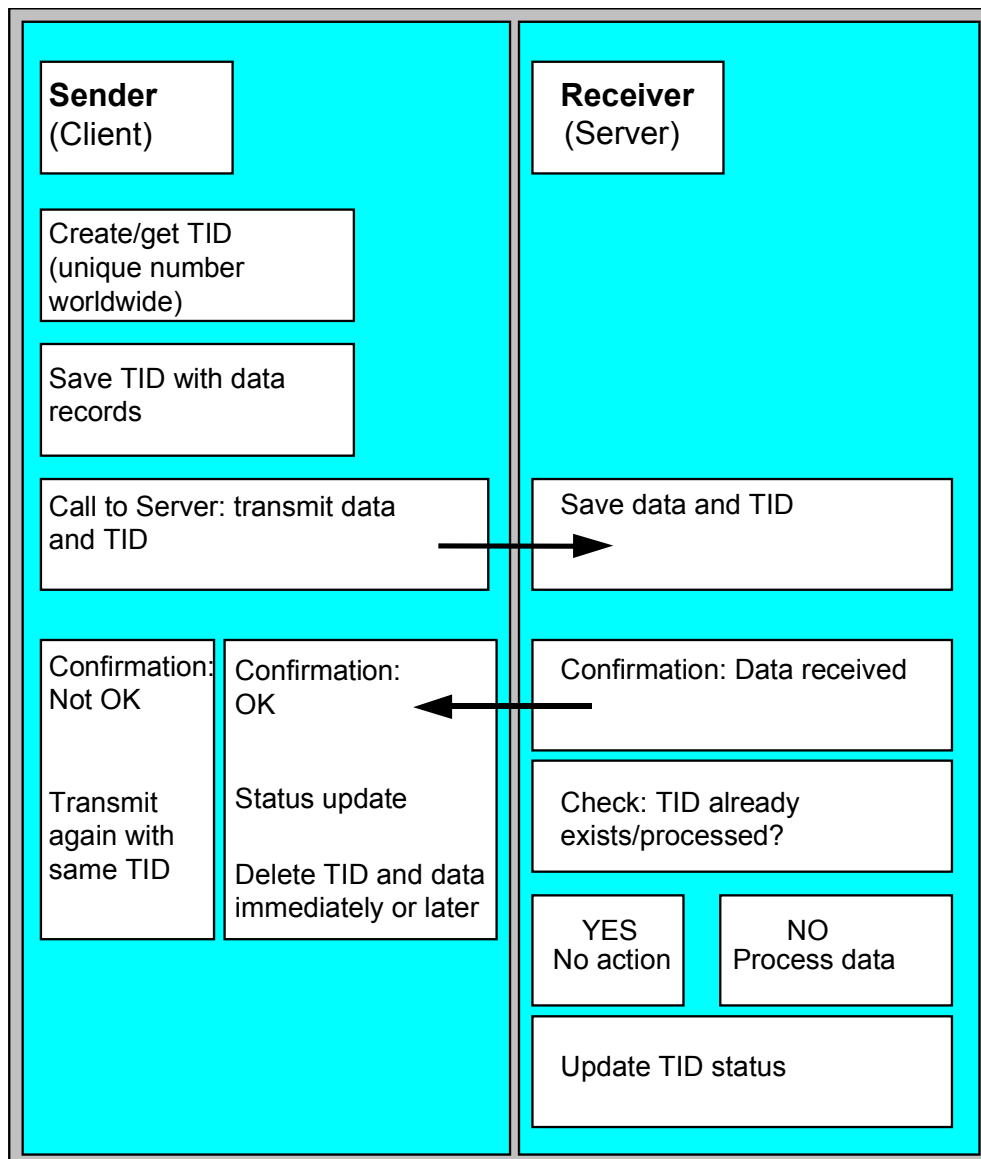 Sender
(Client)
Receiver
(Server)
Create/get TID
(unique number
worldwide)
Save TID with data
records
Call to Server: transmit data
and TID
Save data and TID
Confirmation:
Not OK
Transmit
again with
same TID
Confirmation:
OK
Status update
Delete TID and data
immediately or later
Confirmation: Data received
Check: TID already
exists/processed?
YES
No action
NO
Process data
Update TID status